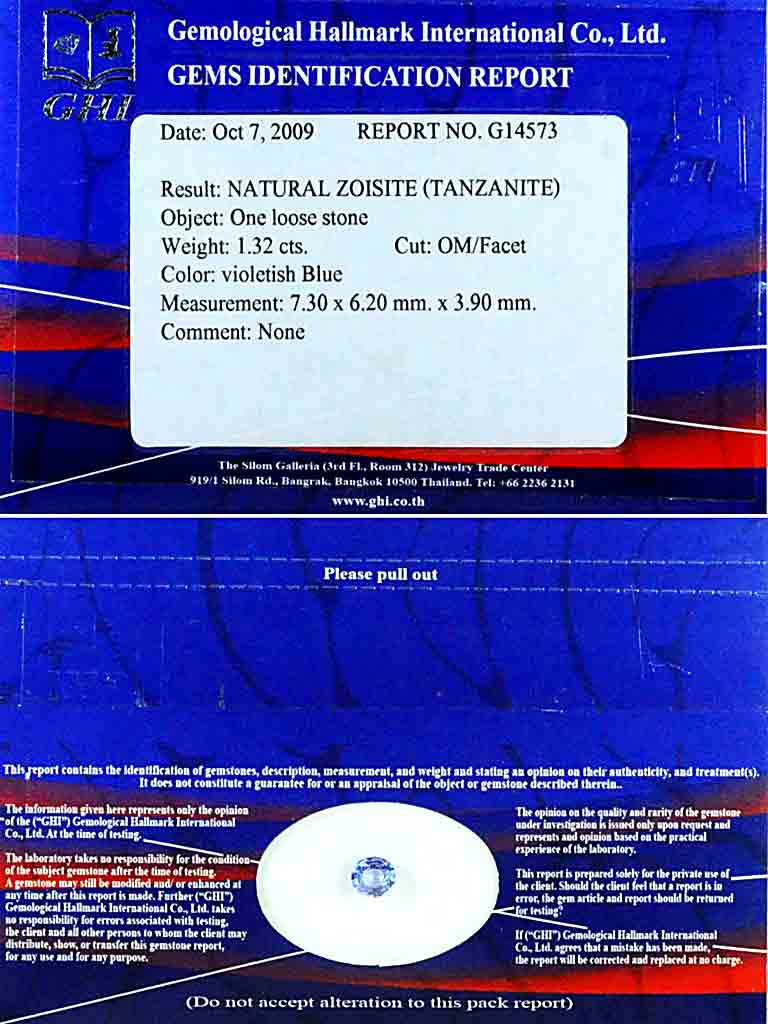 GHI
Gemological Hallmark International Co., Ltd.
GEMS IDENTIFICATION REPORT
Date: Oct 7, 2009 REPORT NO. G14573
Result: NATURAL ZOISITE (TANZANITE)
Object: One loose stone
Weight: 1.32 cts. Cut: OM/Facet
Color: violetish Blue
Measurement: 7.30 x 6.20 mm. x 3.90 mm.
Comment: None
The Silom Galleria (3rd Fl., Room 312) Jewelry Trade Center
919/1 Silom Rd., Bangrak, Bangkok 10500 Thailand. Tel: +66 2236 2131
www.ghi.co.th
Please pull out
This report contains the identification of gemstones, description, measurement, and weight and stating an opinion on their authenticity, and treatment(s).
It does not constitute a guarantee for or an appraisal of the object or gemstone described therein..
The information given here represents only the opinion
of the ("GHI") Gemological Hallmark International
Co., Ltd. At the time of testing.
The laboratory takes no responsibility for the condition
of the subject gemstone after the time of testing.
A gemstone may still be modified and/ or enhanced at
any time after this report is made. Further ("GHI")
Gemological Hallmark International Co., Ltd. takes
no responsibility for errors associated with testing,
the client and all other persons to whom the client may
distribute, show, or transfer this gemstone report,
for any use and for any purpose.
The opinion on the quality and rarity of the gemstone
under investigation is issued only upon request and
represents and opinion based on the practical
experience of the laboratory.
This report is prepared solely for the private use of
the client. Should the client feel that a report is in
error, the gem article and report should be returned
for testing?
If ("GHI") Gemological Hallmark International
Co., Ltd. agrees that a mistake has been made,
the report will be corrected and replaced at no charge.
(Do not accept alteration to this pack report)